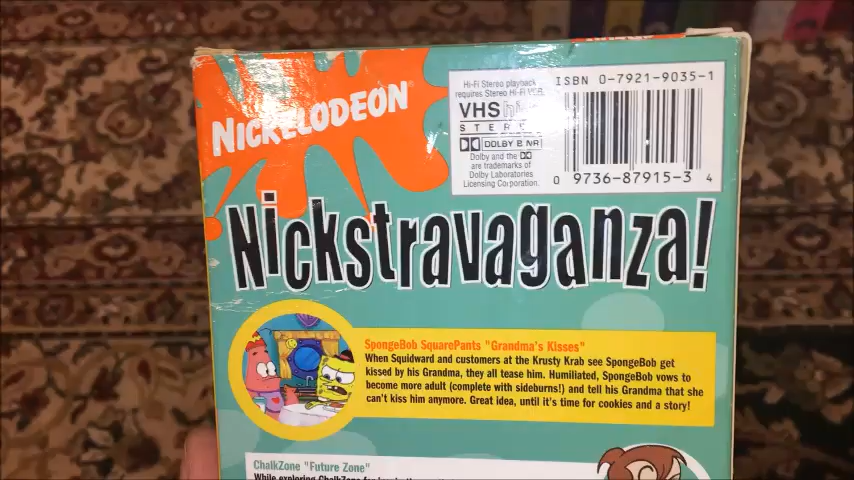 NICKELODEON
Hi-Fi Stereo playback
requires Stereo Hi-Fi VCR.
VHS hi
STERE
DOLBY B NR
Dolby and the
are trademarks of
Dolby Laboratories
Licensing Corporation.
ISBN 0-7921-9035-1
0 9736-87915-3 4
Nickstravaganza!
SpongeBob SquarePants "Grandma's Kisses"
When Squidward and customers at the Krusty Krab see SpongeBob get
kissed by his Grandma, they all tease him. Humiliated, SpongeBob vows to
become more adult (complete with sideburns!) and tell his Grandma that she
can't kiss him anymore. Great idea, until it's time for cookies and a story!
ChalkZone "Future Zone"
While exploring ChalkZone for